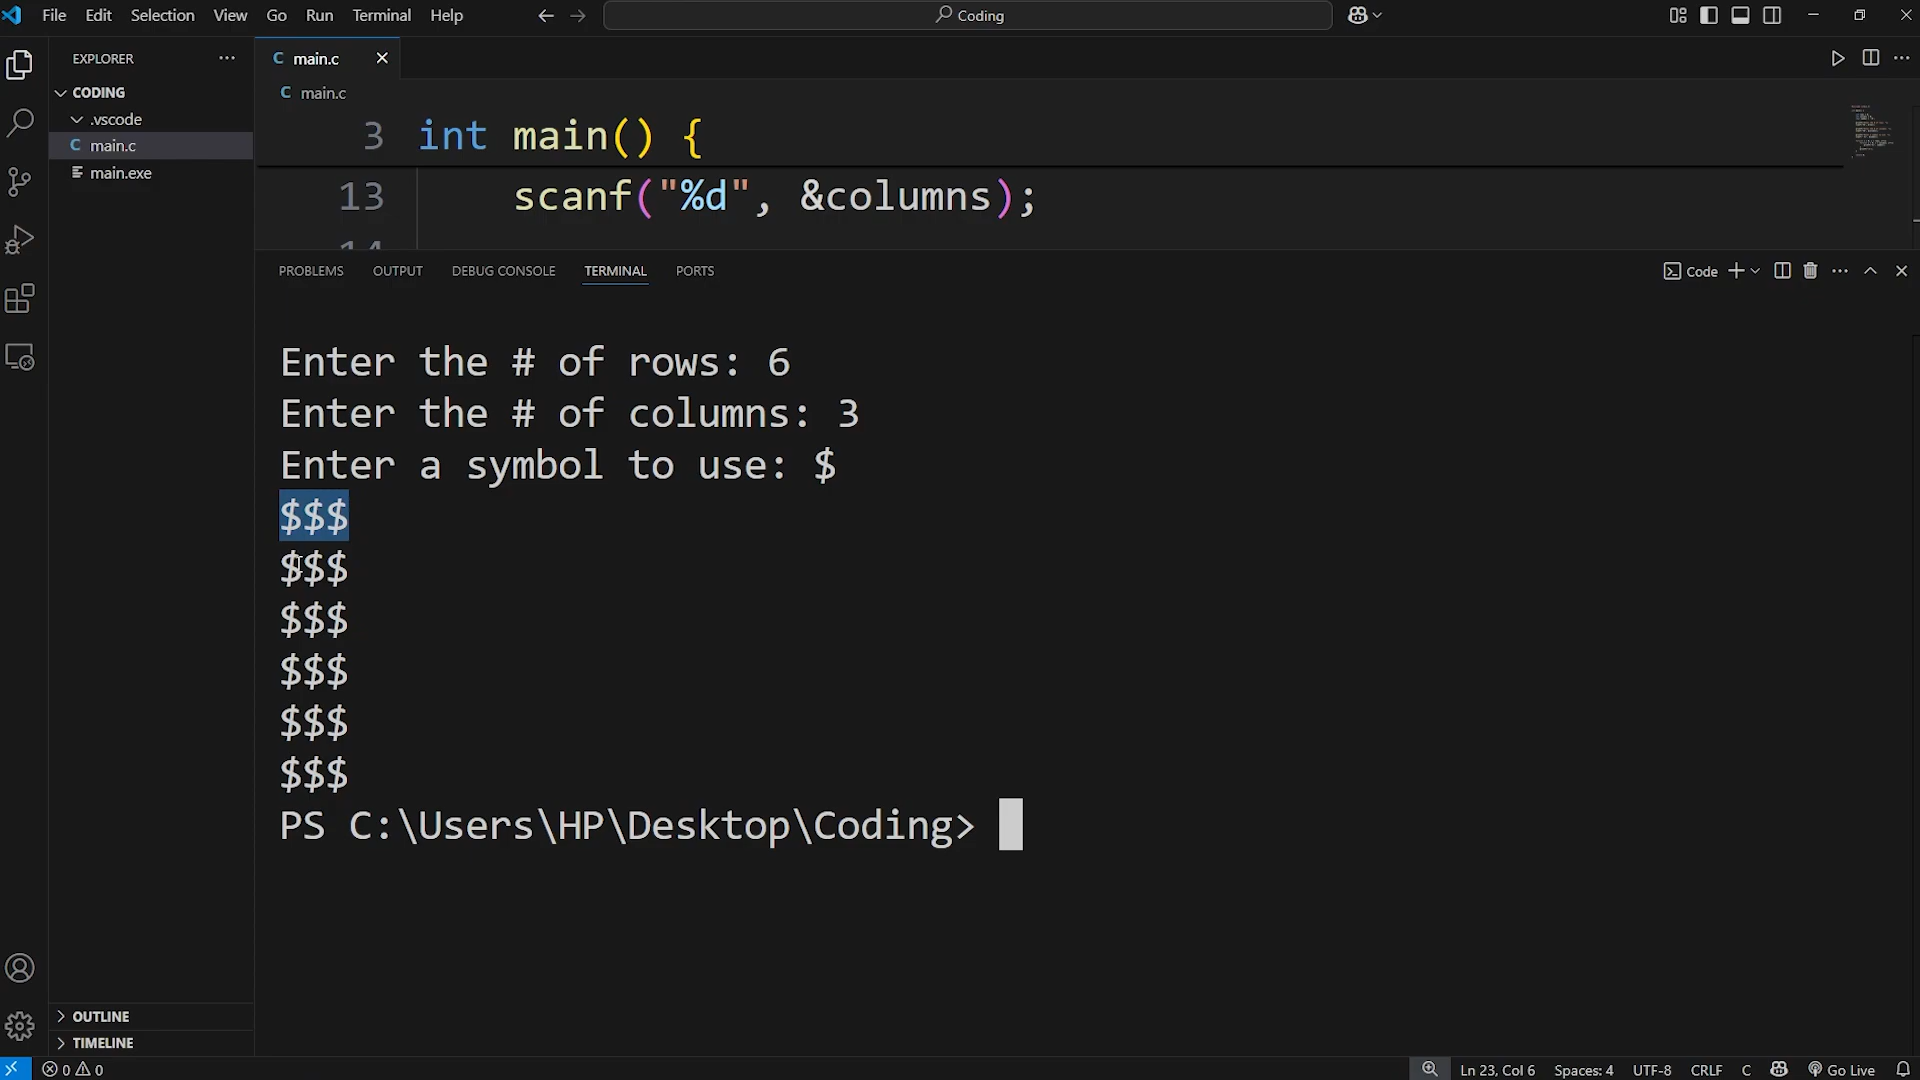 File Edit Selection View Go Run Terminal Help
Coding
EXPLORER
main.c
CODING
.vscode
main.c
main.exe
main.c
3 int main() {
13 scanf("%d", &columns);
PROBLEMS OUTPUT DEBUG CONSOLE TERMINAL PORTS
Code
Enter the # of rows: 6
Enter the # of columns: 3
Enter a symbol to use: $
$$$
$$$
$$$
$$$
$$$
$$$
PS C:\Users\HP\Desktop\Coding>
OUTLINE
TIMELINE
0 0
Ln 23, Col 6 Spaces: 4 UTF-8 CRLF C Go Live